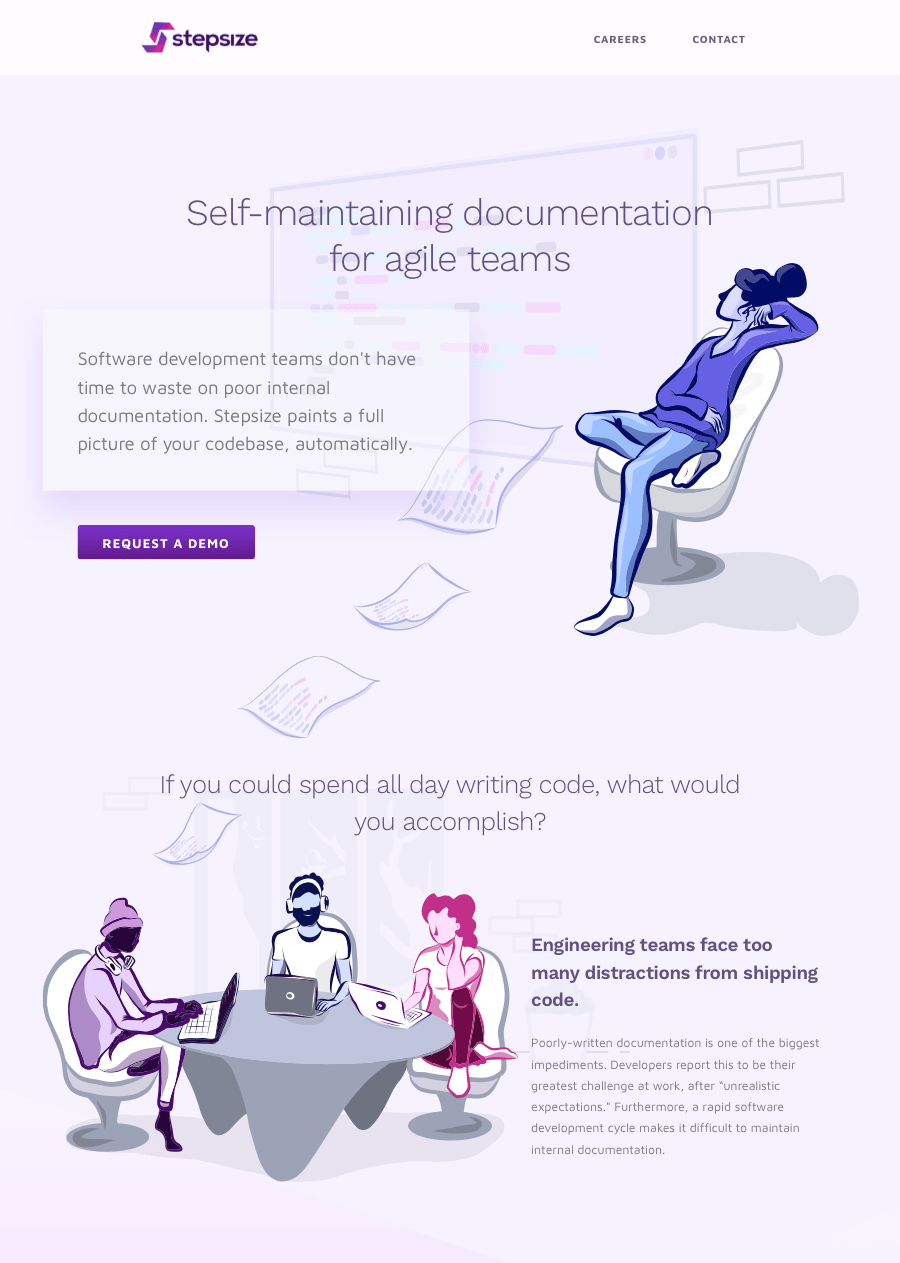 stepsize
CAREERS
CONTACT
Self-maintaining documentation
for agile teams
Software development teams don't have
time to waste on poor internal
documentation. Stepsize paints a full
picture of your codebase, automatically.
REQUEST A DEMO
If you could spend all day writing code, what would
you accomplish?
Engineering teams face too
many distractions from shipping
code.
Poorly-written documentation is one of the biggest
impediments. Developers report this to be their
greatest challenge at work, after “unrealistic
expectations.” Furthermore, a rapid software
development cycle makes it difficult to maintain
internal documentation.